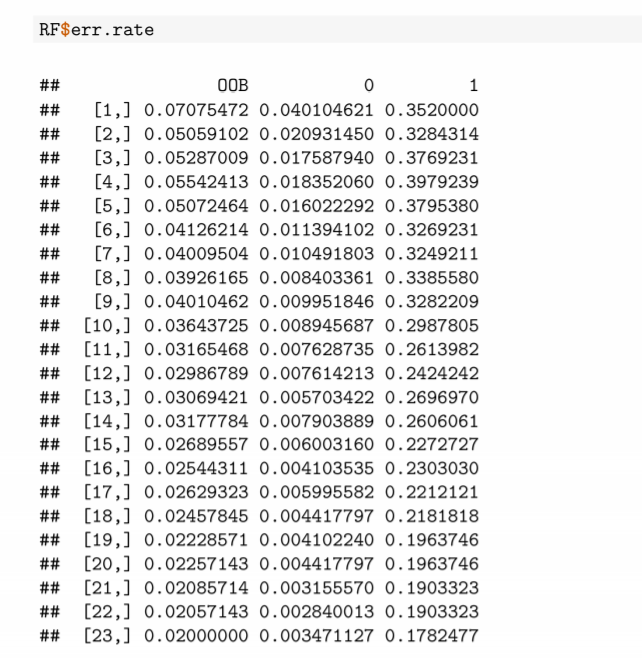 RF$err.rate
## OOB 0 1
## [1,] 0.07075472 0.040104621 0.3520000
## [2,] 0.05059102 0.020931450 0.3284314
## [3,] 0.05287009 0.017587940 0.3769231
## [4,] 0.05542413 0.018352060 0.3979239
## [5,] 0.05072464 0.016022292 0.3795380
## [6,] 0.04126214 0.011394102 0.3269231
## [7,] 0.04009504 0.010491803 0.3249211
## [8,] 0.03926165 0.008403361 0.3385580
## [9,] 0.04010462 0.009951846 0.3282209
## [10,] 0.03643725 0.008945687 0.2987805
## [11,] 0.03165468 0.007628735 0.2613982
## [12,] 0.02986789 0.007614213 0.2424242
## [13,] 0.03069421 0.005703422 0.2696970
## [14,] 0.03177784 0.007903889 0.2606061
## [15,] 0.02689557 0.006003160 0.2272727
## [16,] 0.02544311 0.004103535 0.2303030
## [17,] 0.02629323 0.005995582 0.2212121
## [18,] 0.02457845 0.004417797 0.2181818
## [19,] 0.02228571 0.004102240 0.1963746
## [20,] 0.02257143 0.004417797 0.1963746
## [21,] 0.02085714 0.003155570 0.1903323
## [22,] 0.02057143 0.002840013 0.1903323
## [23,] 0.02000000 0.003471127 0.1782477